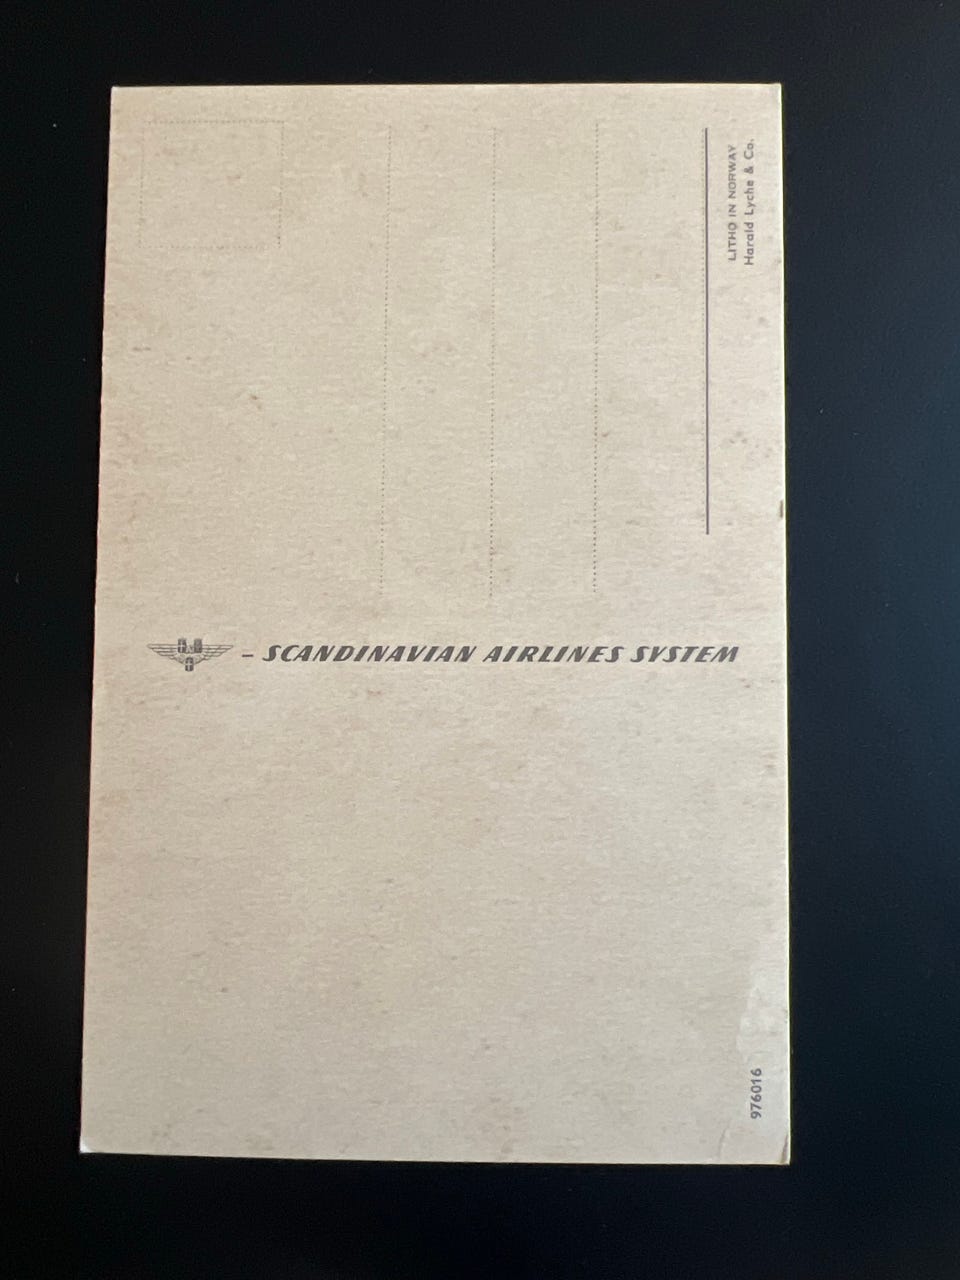 LITHO IN NORWAY
Harald Lyche & Co.
– SCANDINAVIAN AIRLINES SYSTEM
976016